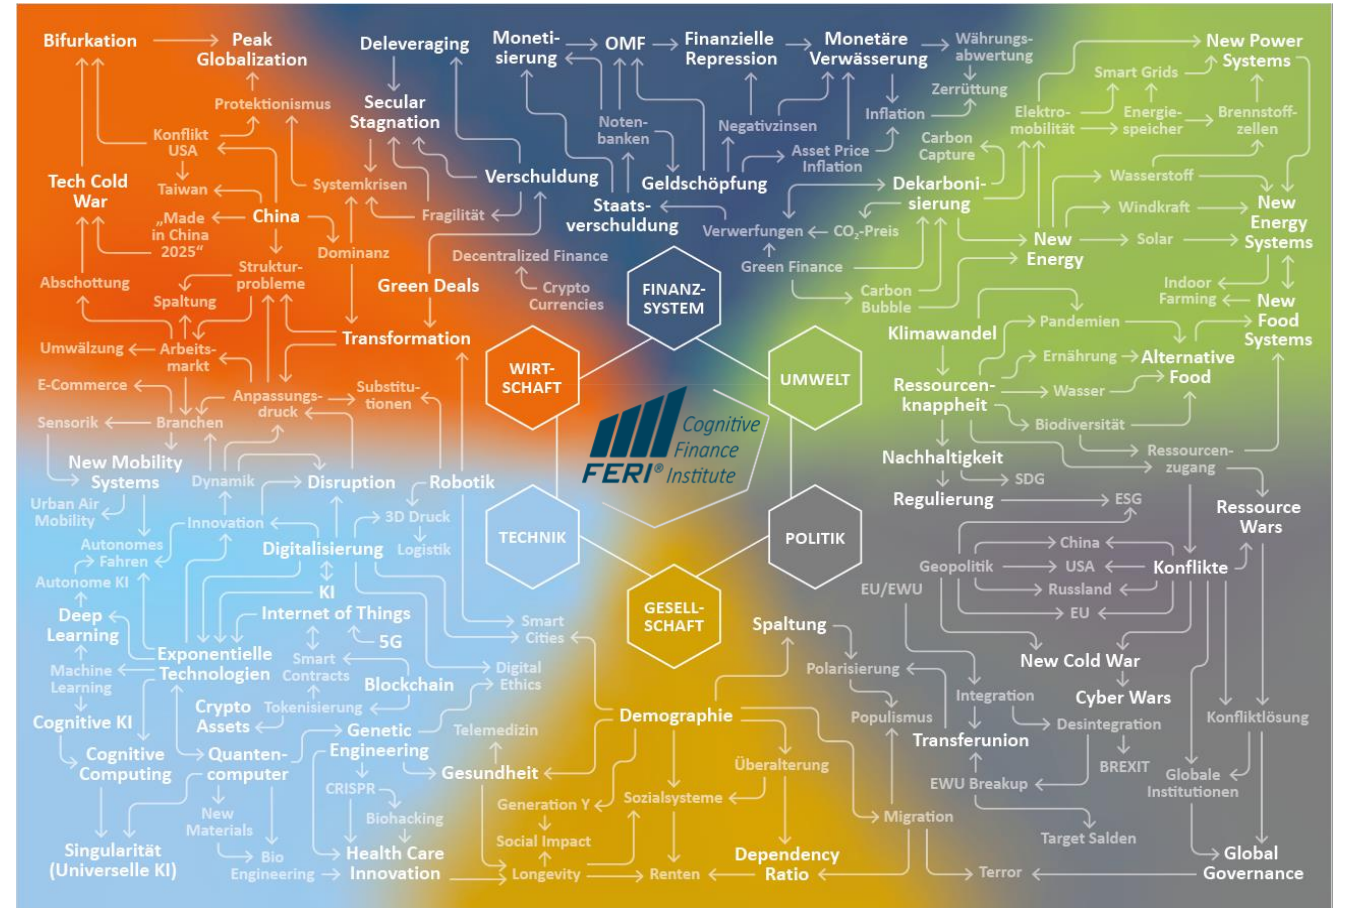 Bifurkation
Peak
Globalization
Protektionismus
Konflikt
USA
Taiwan
Tech Cold
War
„Made
in China
2025“
China
Systemkrisen
Dominanz
Struktur-
probleme
Abschottung
Spaltung
Umwälzung
Arbeits-
markt
E-Commerce
Sensorik
Branchen
Anpassungs-
druck
Substitu-
tionen
Transformation
Green Deals
Deleveraging
Secular
Stagnation
Fragilität
Verschuldung
Moneti-
sierung
OMF
Finanzielle
Repression
Monetäre
Verwässerung
Währungs-
abwertung
Zerrüttung
Inflation
Noten-
banken
Negativzinsen
Asset Price
Inflation
Geldschöpfung
Staats-
verschuldung
Verwerfungen
CO₂-Preis
Green Finance
Decentralized Finance
Crypto
Currencies
Carbon
Capture
Dekarboni-
sierung
Carbon
Bubble
New Power
Systems
Smart Grids
Elektro-
mobilität
Energie-
speicher
Brennstoff-
zellen
Wasserstoff
Windkraft
Solar
New
Energy
New
Energy
Systems
Indoor
Farming
New
Food
Systems
Klimawandel
Pandemien
Ernährung
Alternative
Food
Wasser
Ressourcen-
knappheit
Biodiversität
Nachhaltigkeit
SDG
Ressourcen-
zugang
Regulierung
ESG
Ressource
Wars
FINANZ-
SYSTEM
WIRT-
SCHAFT
UMWELT
Cognitive
Finance
FERI® Institute
TECHNIK
POLITIK
GESELL-
SCHAFT
New Mobility
Systems
Urban Air
Mobility
Dynamik
Disruption
Robotik
Innovation
3D Druck
Logistik
Autonomes
Fahren
Digitalisierung
Autonome KI
KI
Deep
Learning
Internet of Things
5G
Exponentielle
Technologien
Smart
Contracts
Machine
Learning
Blockchain
Cognitive KI
Crypto
Assets
Tokenisierung
Cognitive
Computing
Quanten-
computer
Genetic
Engineering
CRISPR
Biohacking
New
Materials
Bio
Engineering
Singularität
(Universelle KI)
Health Care
Innovation
Smart
Cities
Digital
Ethics
Telemedizin
Gesundheit
Demographie
Generation Y
Sozialsysteme
Überalterung
Social Impact
Longevity
Renten
Dependency
Ratio
Spaltung
Polarisierung
Populismus
Migration
Terror
EU/EWU
Geopolitik
China
USA
Russland
EU
Konflikte
New Cold War
Cyber Wars
Integration
Desintegration
Transferunion
BREXIT
EWU Breakup
Target Salden
Konfliktlösung
Globale
Institutionen
Global
Governance